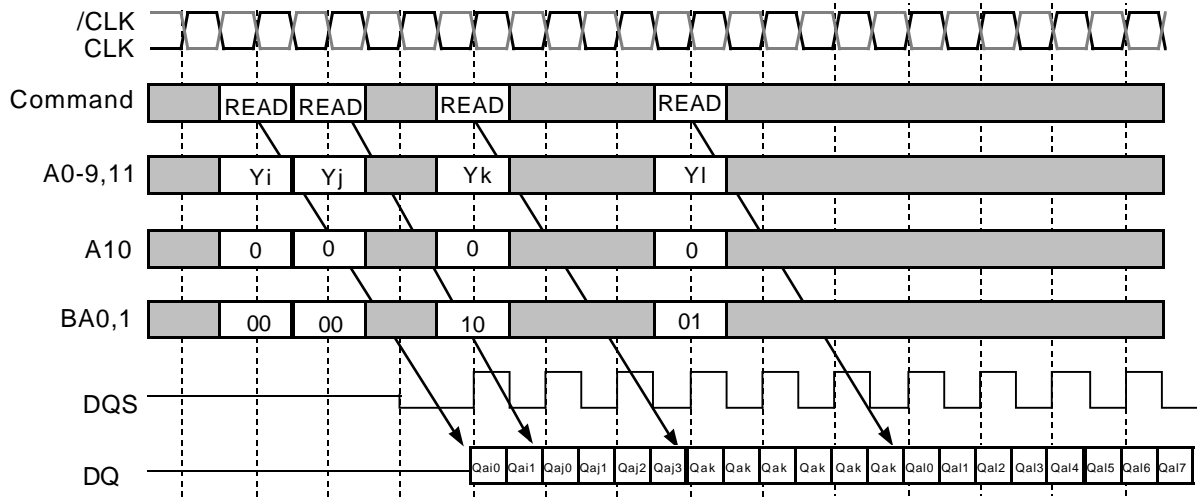 /CLK
CLK
Command READ READ READ READ
A0-9,11 Yi Yj Yk Yl
A10 0 0 0 0
BA0,1 00 00 10 01
DQS
DQ Qai0 Qai1 Qaj0 Qaj1 Qaj2 Qaj3 Qak Qak Qak Qak Qak Qak Qal0 Qal1 Qal2 Qal3 Qal4 Qal5 Qal6 Qal7